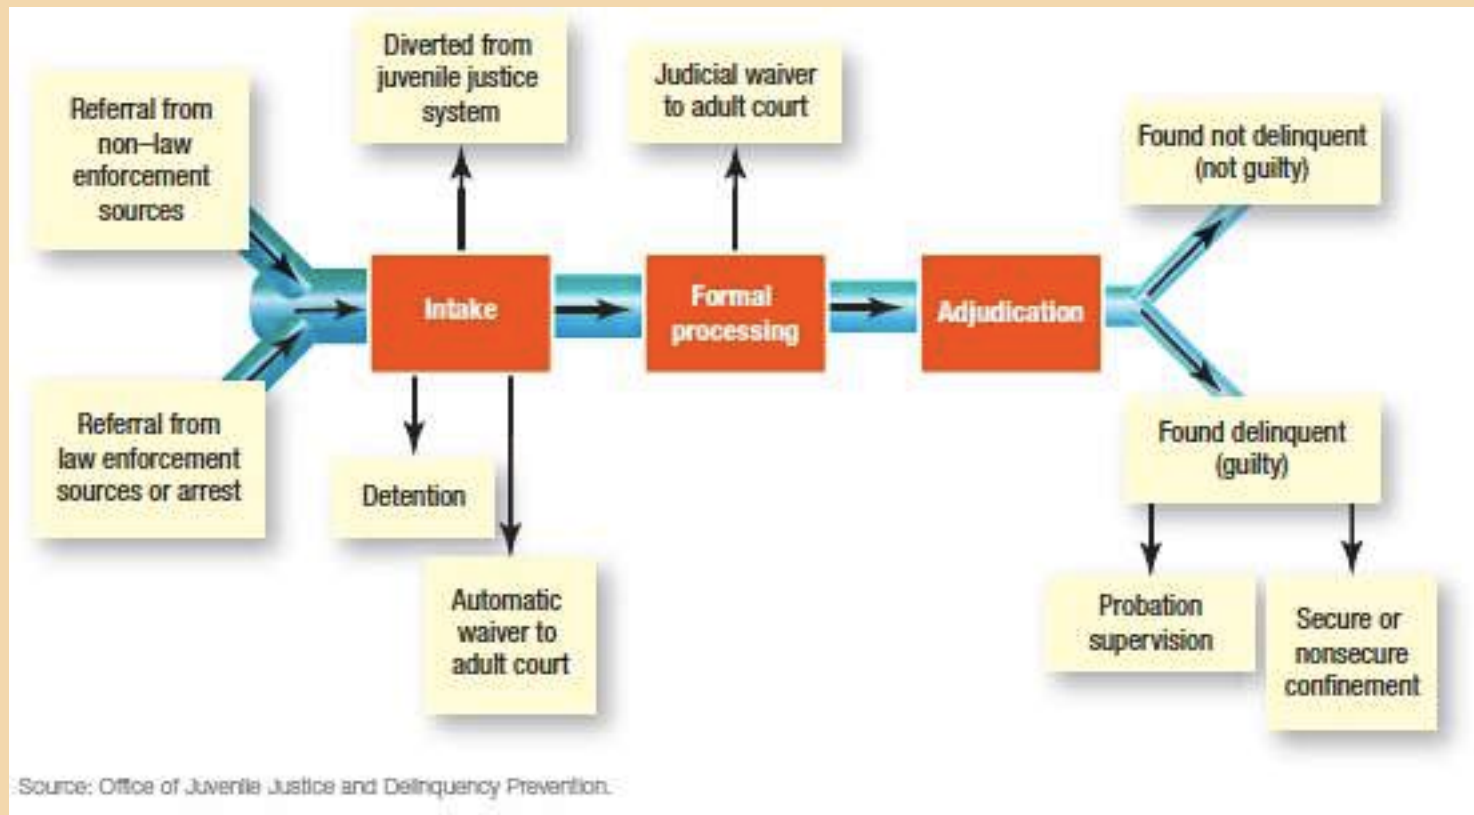 Referral from
non–law
enforcement
sources
Diverted from
juvenile justice
system
Judicial waiver
to adult court
Found not delinquent
(not guilty)
Intake
Formal
processing
Adjudication
Referral from
law enforcement
sources or arrest
Detention
Automatic
waiver to
adult court
Found delinquent
(guilty)
Probation
supervision
Secure or
nonsecure
confinement
Source: Office of Juvenile Justice and Delinquency Prevention.